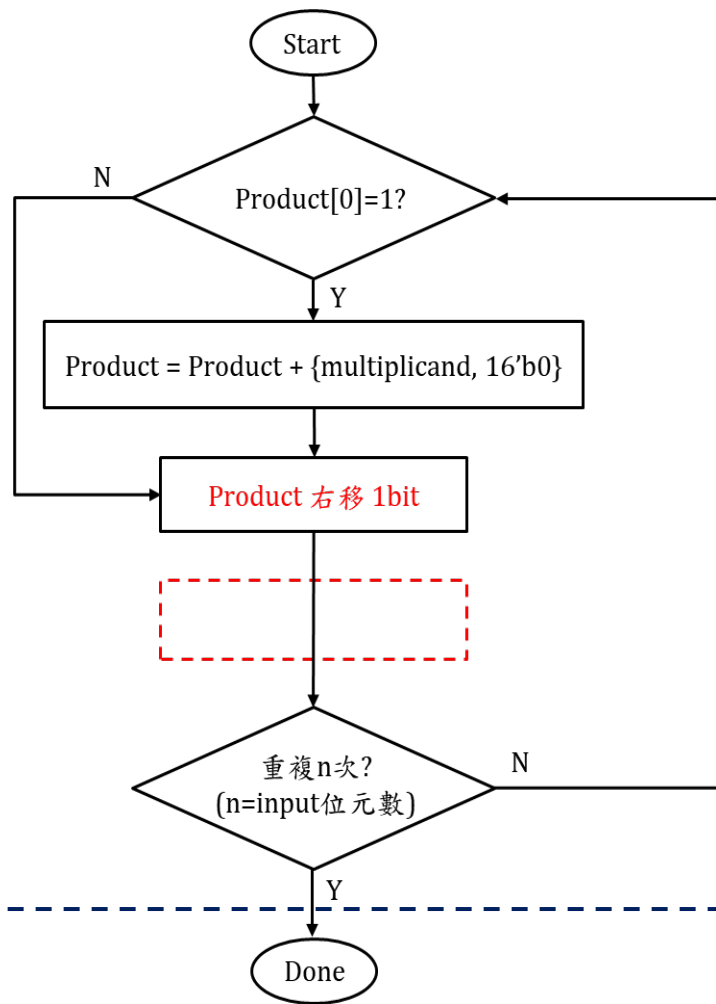 Start
N
Product[0]=1?
Y
Product = Product + {multiplicand, 16’b0}
Product 右移 1bit
重複n次?
(n=input位元數)
N
Y
Done